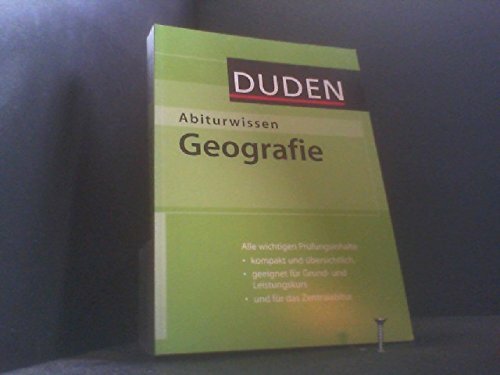 DUDEN
Abiturwissen
Geografie
Alle wichtigen Prüfungsinhalte
• kompakt und übersichtlich,
• geeignet für Grund- und
Leistungskurs
• und für das Zentralabitur